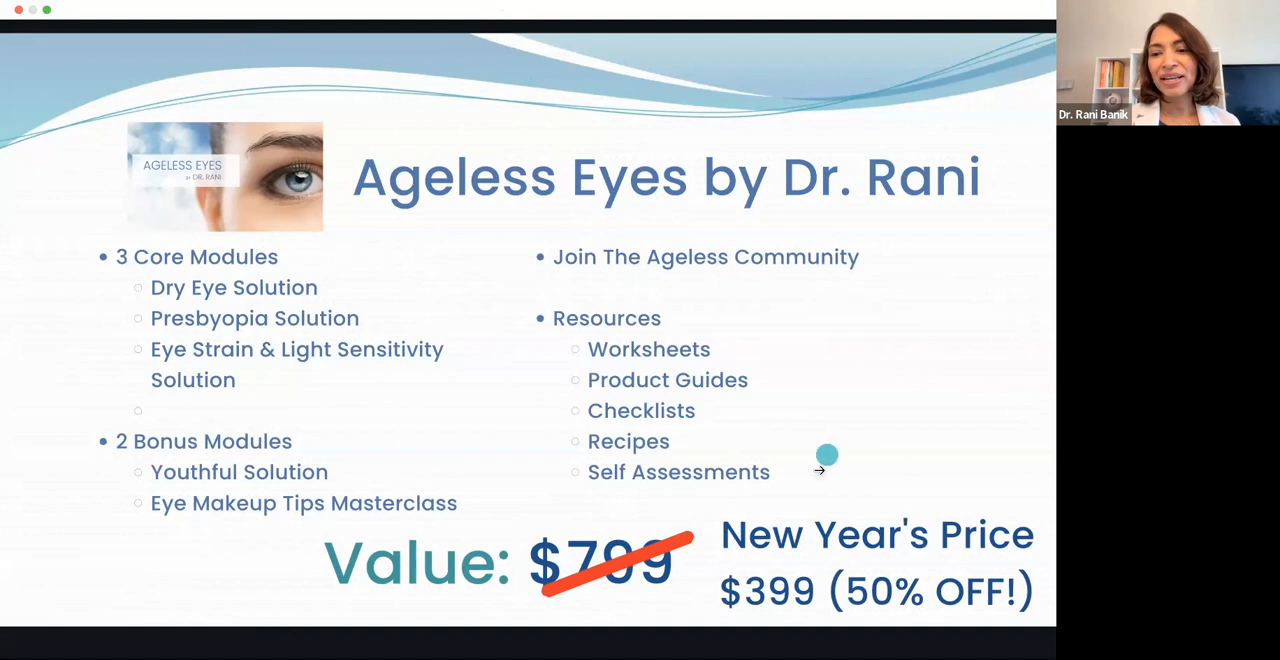 Dr. Rani Banik
AGELESS EYES
BY DR. RANI
Ageless Eyes by Dr. Rani
3 Core Modules
Dry Eye Solution
Presbyopia Solution
Eye Strain & Light Sensitivity
Solution
2 Bonus Modules
Youthful Solution
Eye Makeup Tips Masterclass
Join The Ageless Community
Resources
Worksheets
Product Guides
Checklists
Recipes
Self Assessments
Value: $799
New Year's Price
$399 (50% OFF!)